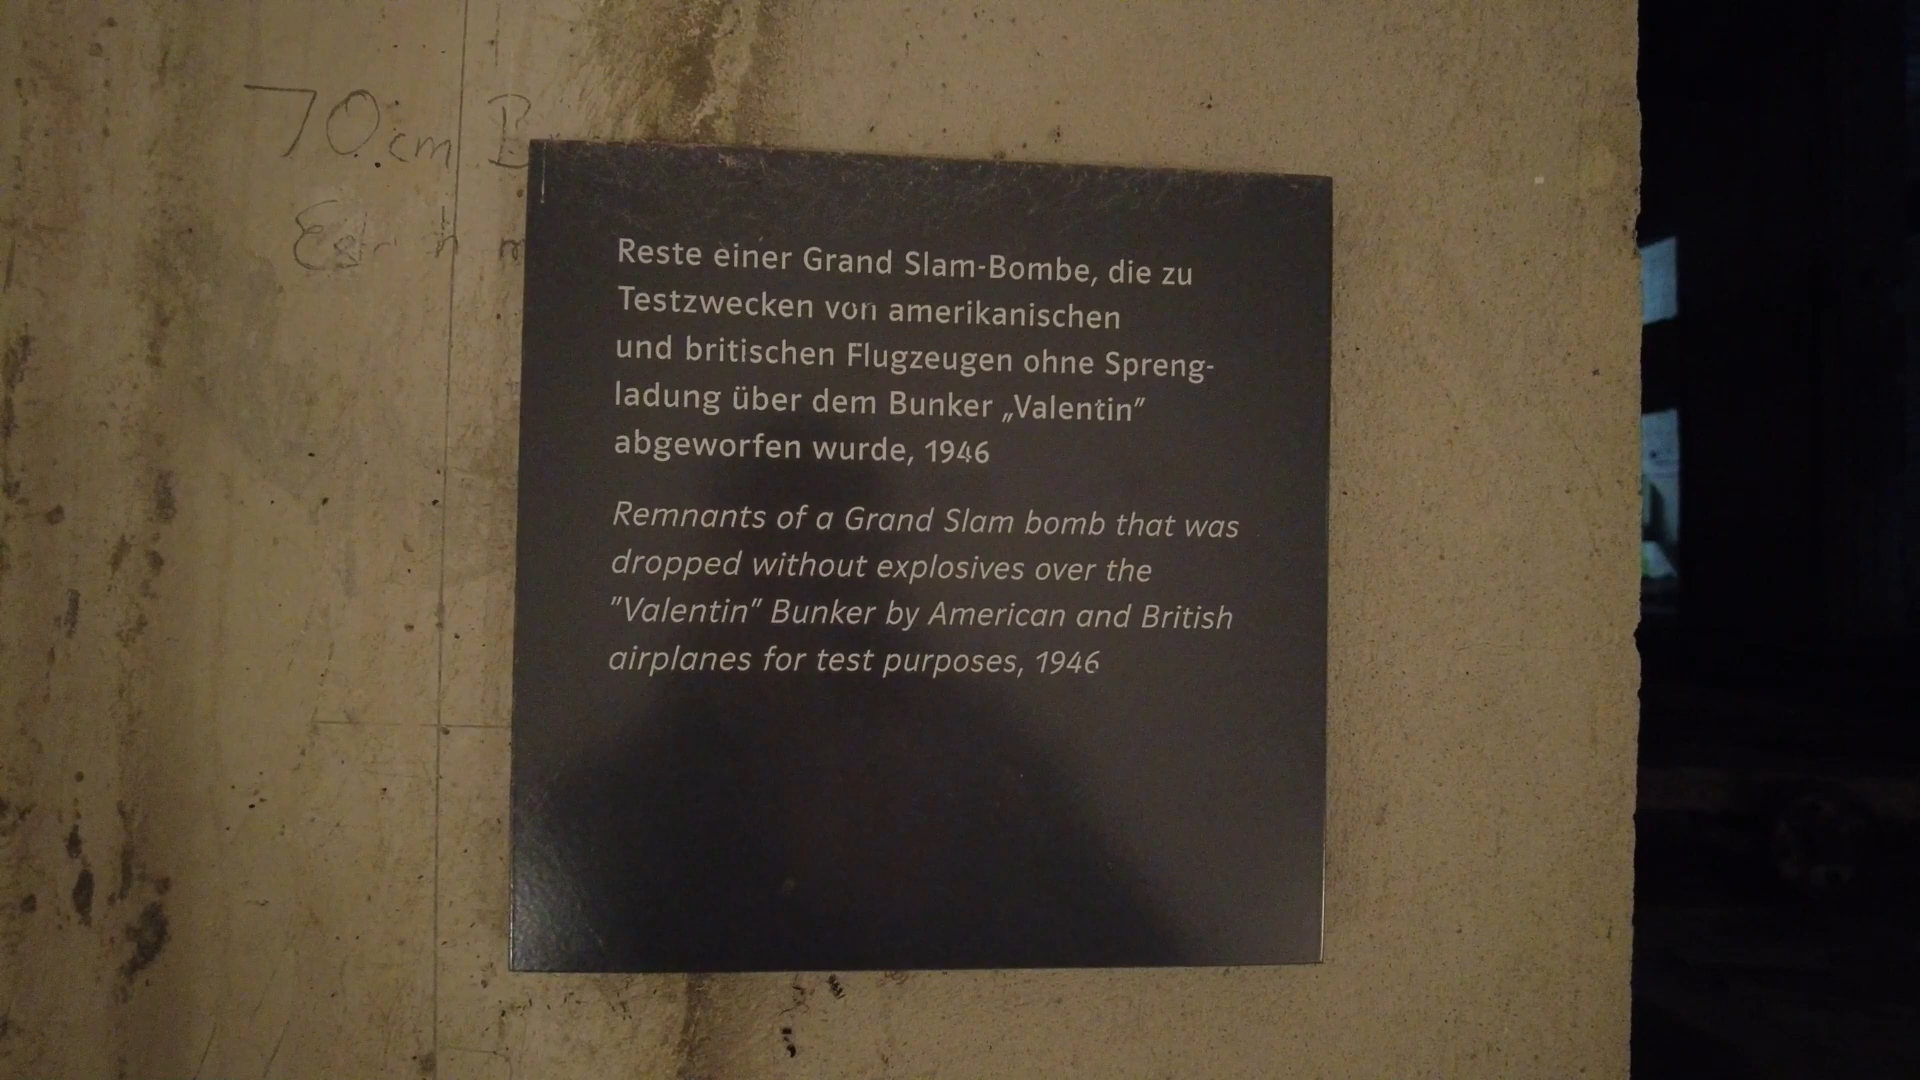 70cm B
Reste einer Grand Slam-Bombe, die zu
Testzwecken von amerikanischen
und britischen Flugzeugen ohne Spreng-
ladung über dem Bunker „Valentin"
abgeworfen wurde, 1946
Remnants of a Grand Slam bomb that was
dropped without explosives over the
"Valentin" Bunker by American and British
airplanes for test purposes, 1946